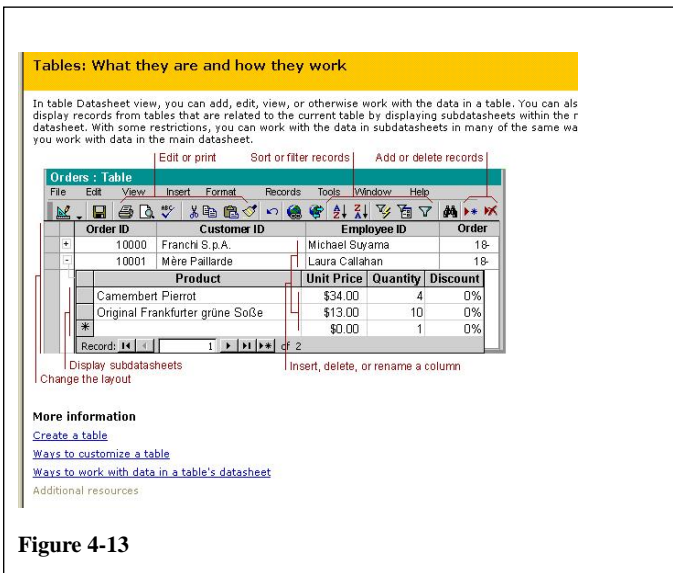 Tables: What they are and how they work
In table Datasheet view, you can add, edit, view, or otherwise work with the data in a table. You can als
display records from tables that are related to the current table by displaying subdatasheets within the r
datasheet. With some restrictions, you can work with the data in subdatasheets in many of the same wa
you work with data in the main datasheet.
Edit or print Sort or filter records Add or delete records
Orders : Table
File Edit View Insert Format Records Tools Window Help
Order ID Customer ID Employee ID Order
+ 10000 Franchi S.p.A. Michael Suyama 18-
- 10001 Mère Paillarde Laura Callahan 18-
Product Unit Price Quantity Discount
Camembert Pierrot $34.00 4 0%
Original Frankfurter grüne Soße $13.00 10 0%
* $0.00 1 0%
Record: 1 of 2
Display subdatasheets Insert, delete, or rename a column
Change the layout
More information
Create a table
Ways to customize a table
Ways to work with data in a table's datasheet
Additional resources
Figure 4-13